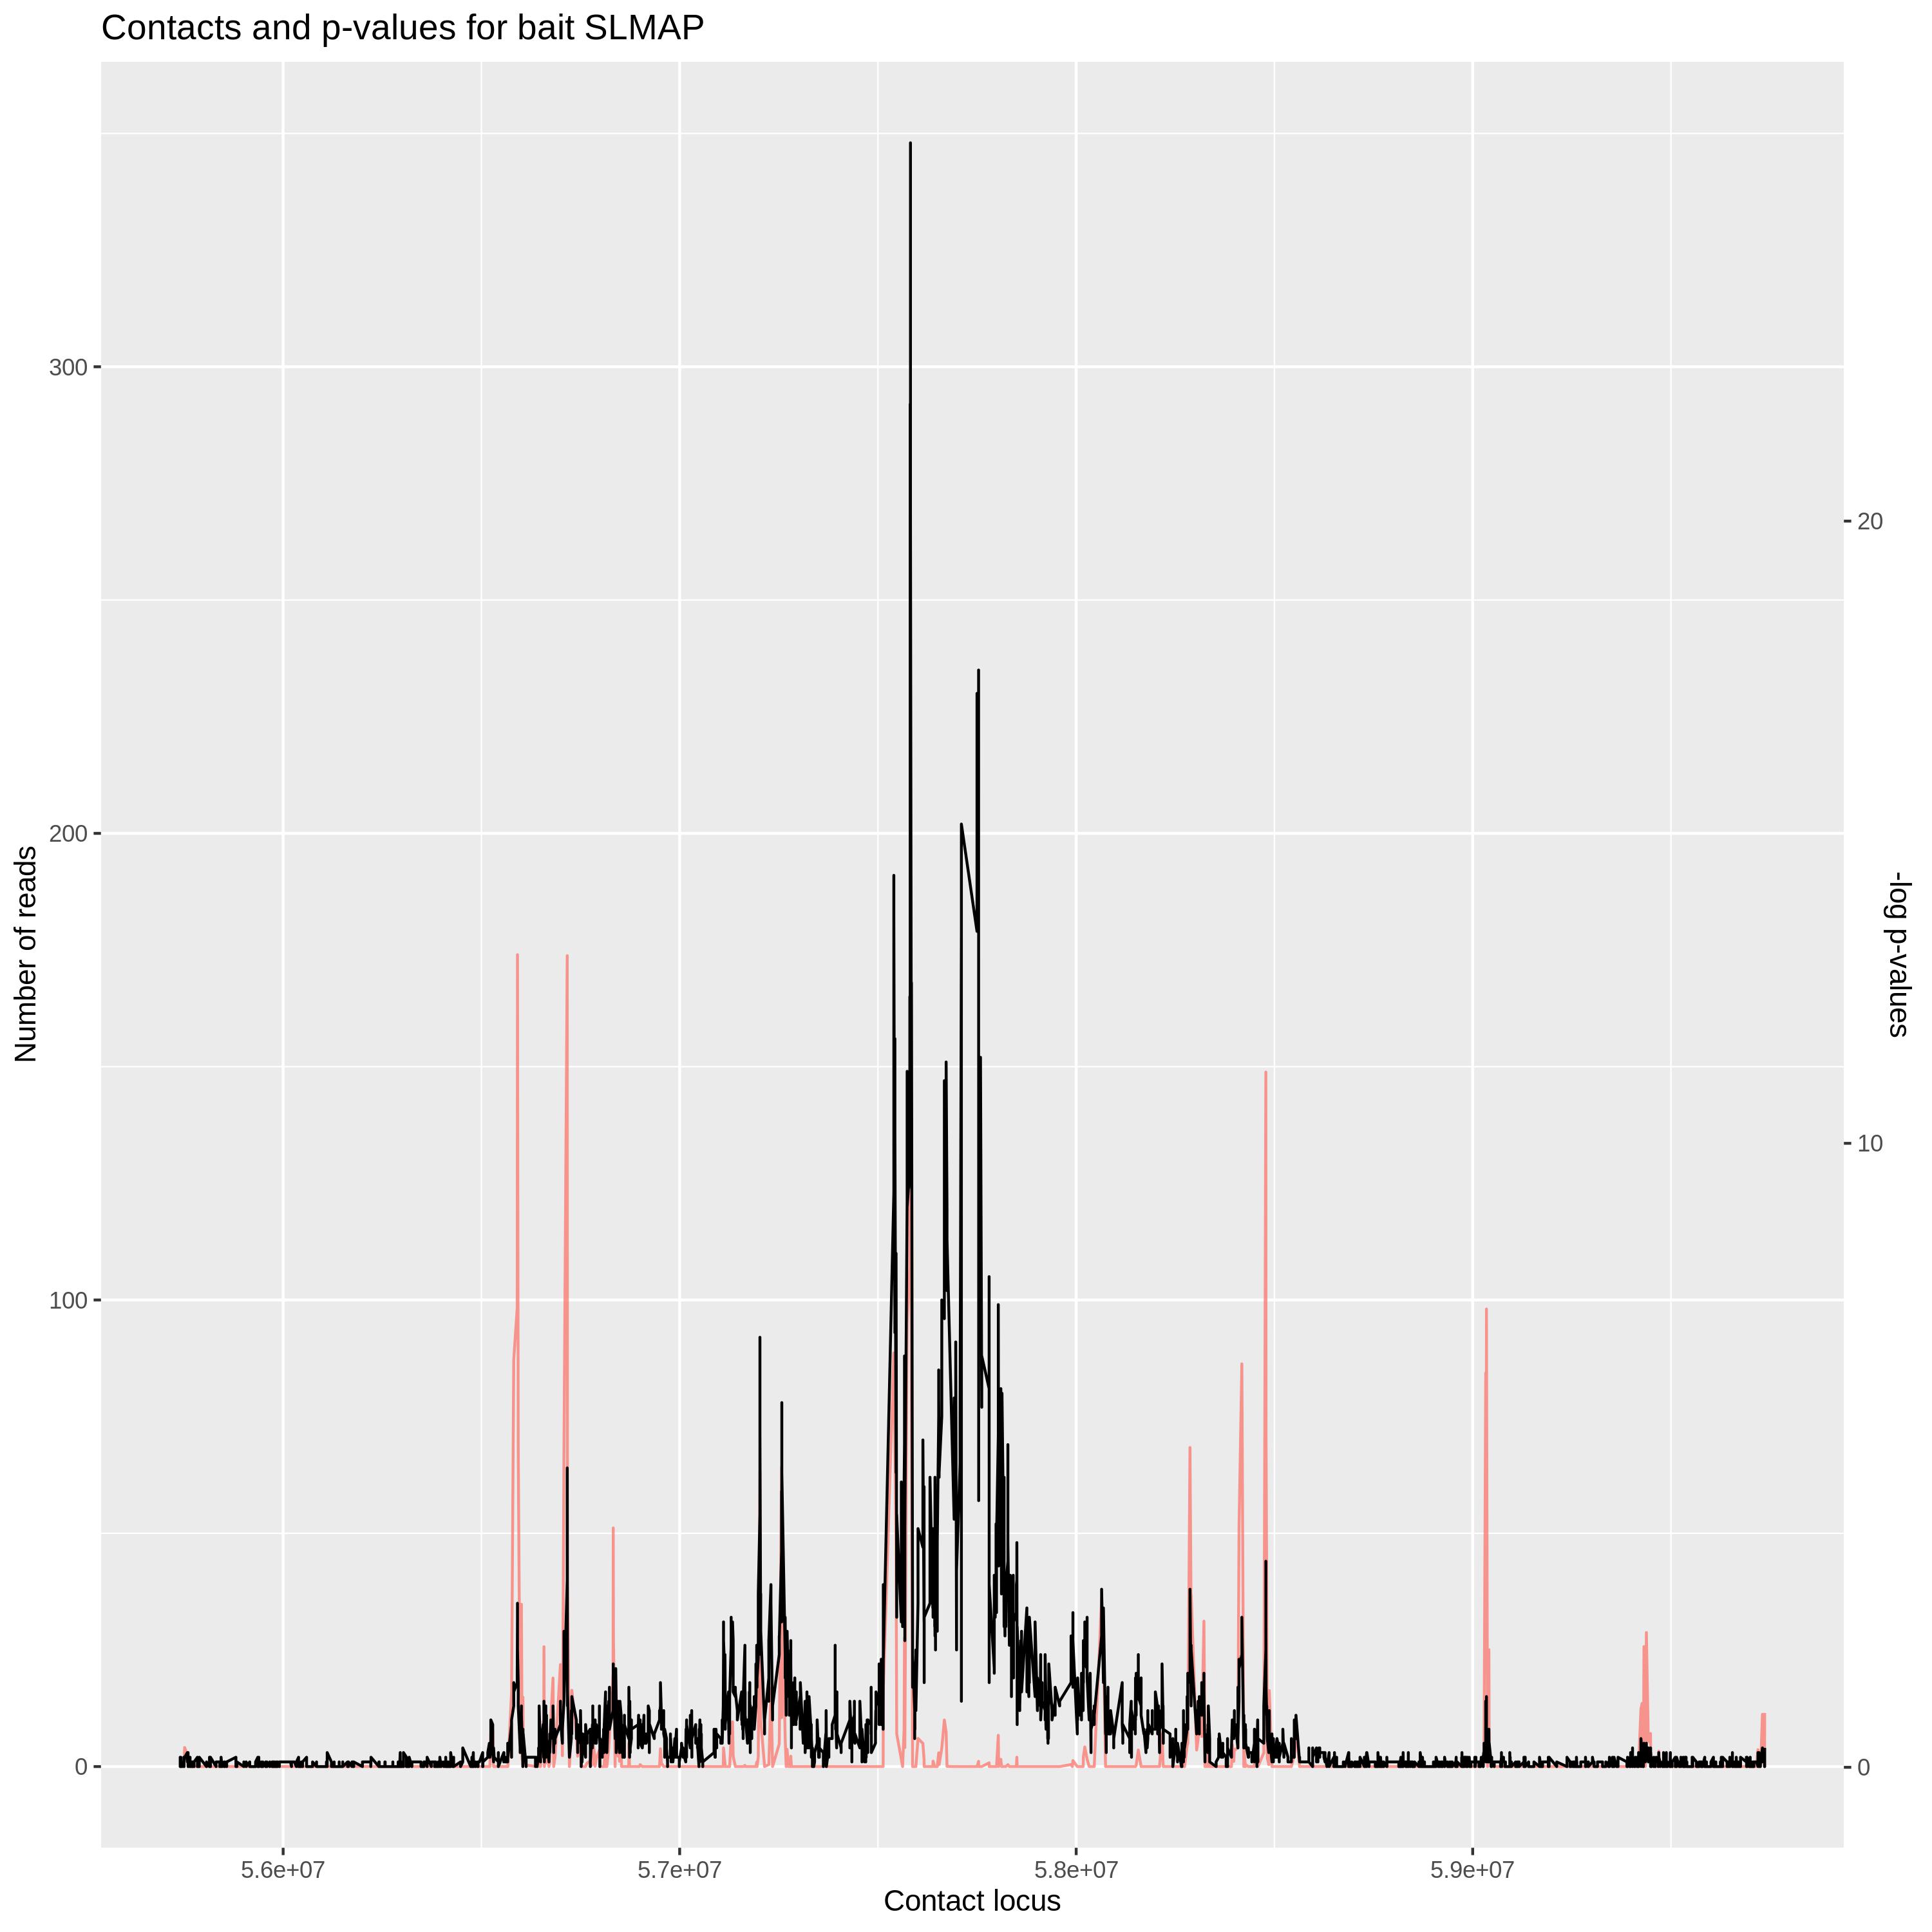 Contacts and p-values for bait SLMAP
300
200
100
0
Number of reads
20
10
0
-log p-values
5.6e+07 5.7e+07 5.8e+07 5.9e+07
Contact locus